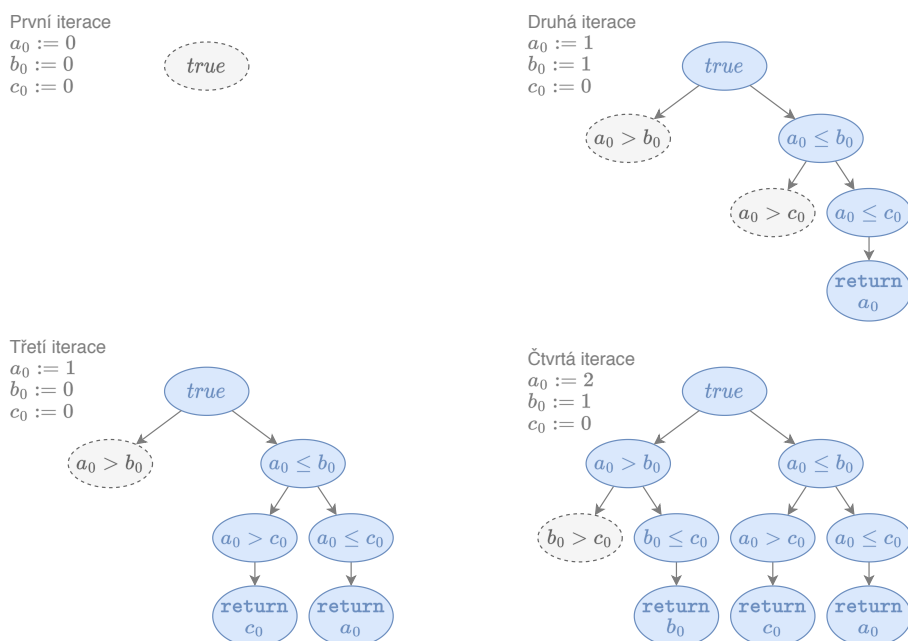 První iterace
a₀ := 0
b₀ := 0
c₀ := 0
true
Druhá iterace
a₀ := 1
b₀ := 1
c₀ := 0
true
a₀ > b₀
a₀ ≤ b₀
a₀ > c₀
a₀ ≤ c₀
return
a₀
Třetí iterace
a₀ := 1
b₀ := 0
c₀ := 0
true
a₀ > b₀
a₀ ≤ b₀
a₀ > c₀
a₀ ≤ c₀
return
c₀
return
a₀
Čtvrtá iterace
a₀ := 2
b₀ := 1
c₀ := 0
true
a₀ > b₀
a₀ ≤ b₀
b₀ > c₀
b₀ ≤ c₀
a₀ > c₀
a₀ ≤ c₀
return
b₀
return
c₀
return
a₀